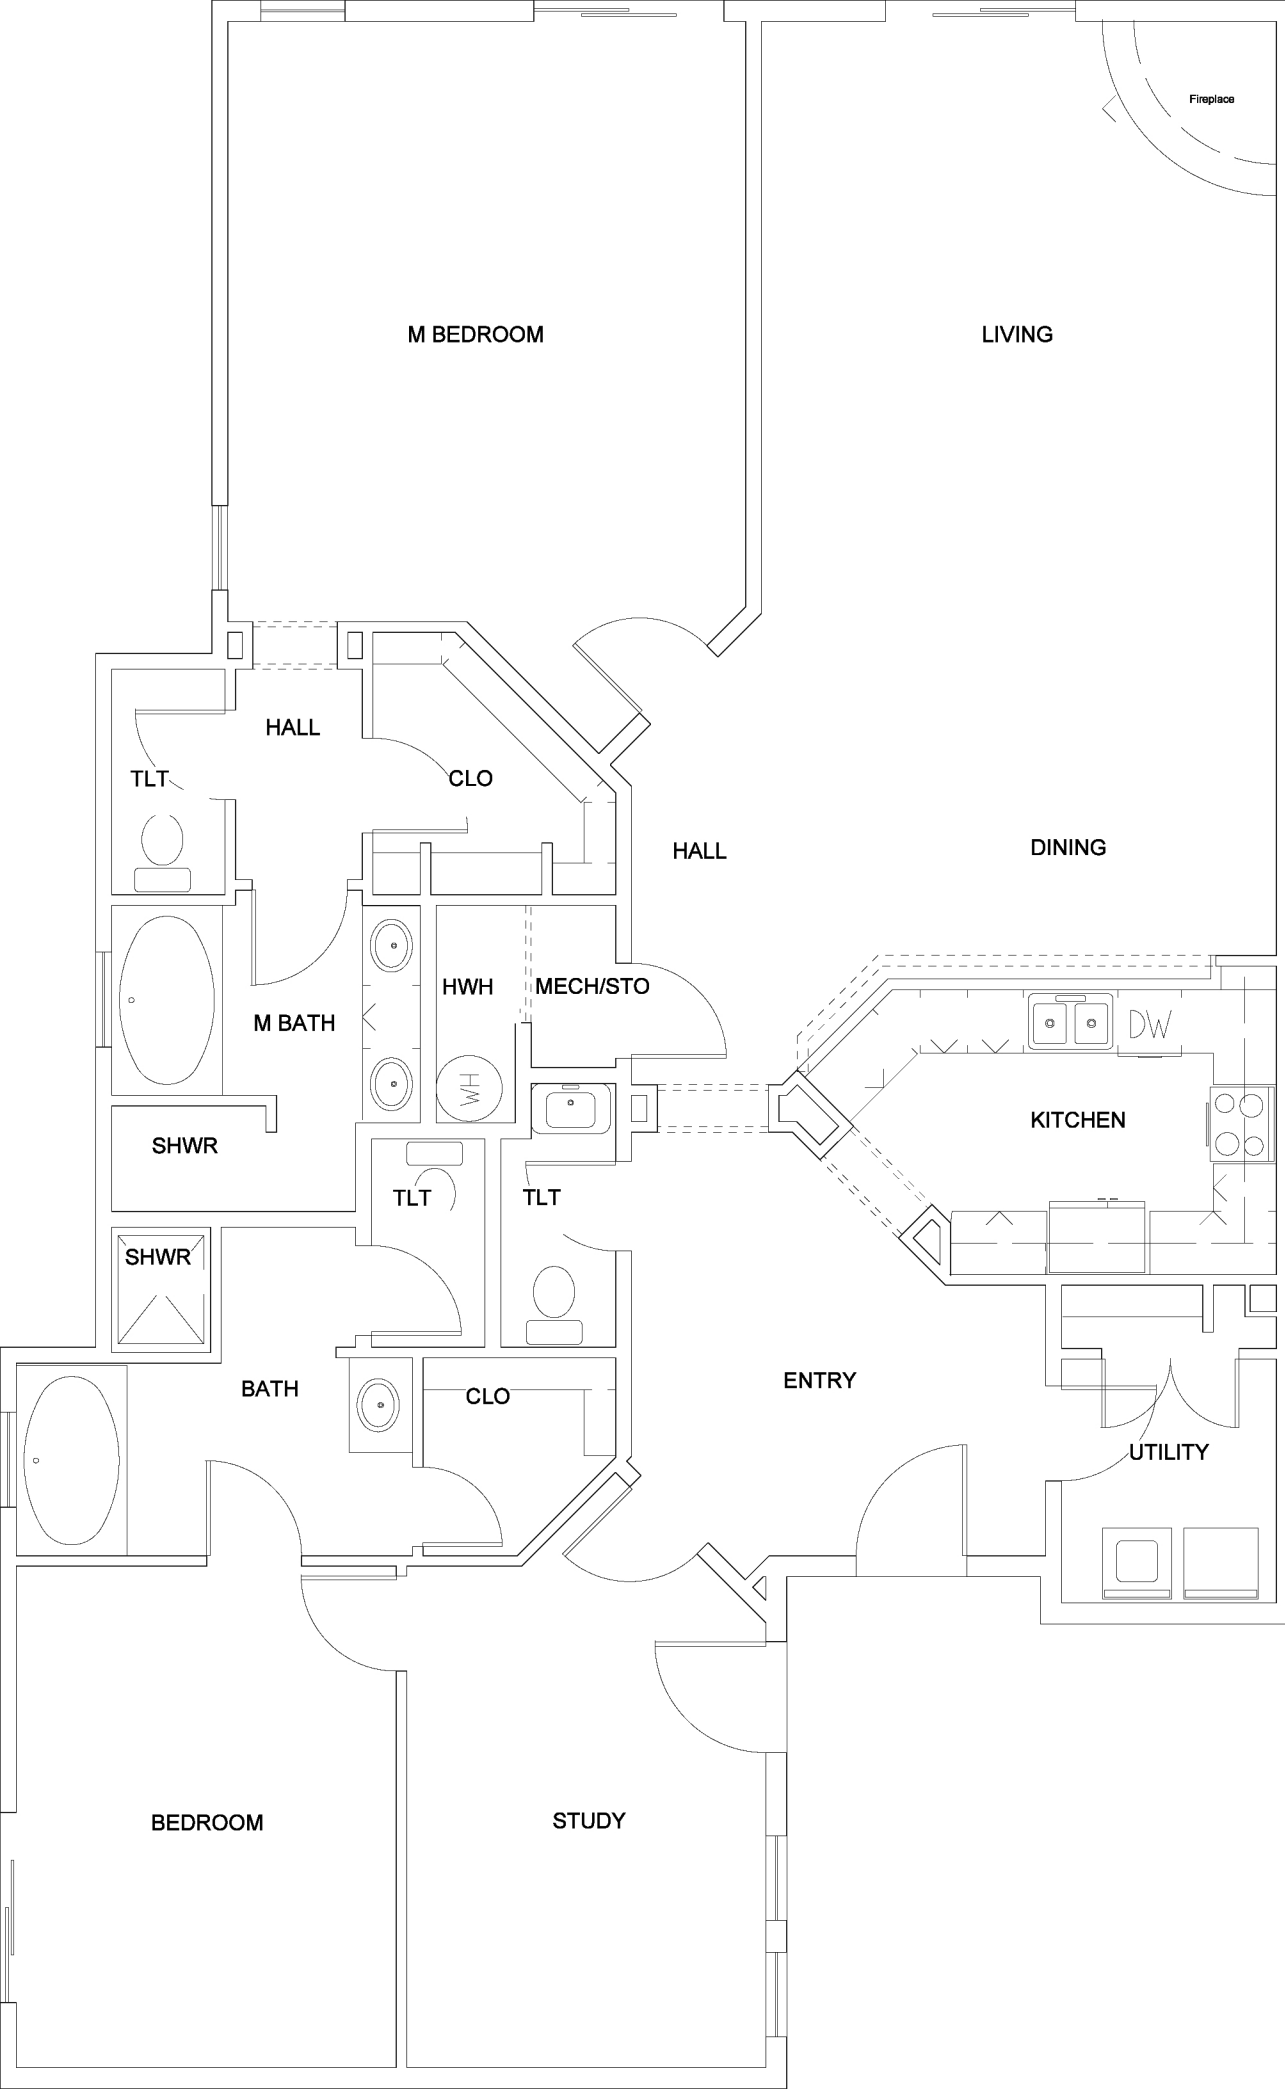 Fireplace
M BEDROOM
LIVING
HALL
TLT
CLO
HALL
DINING
HWH
MECH/STO
M BATH
DW
WH
KITCHEN
SHWR
TLT
TLT
SHWR
ENTRY
BATH
CLO
UTILITY
BEDROOM
STUDY